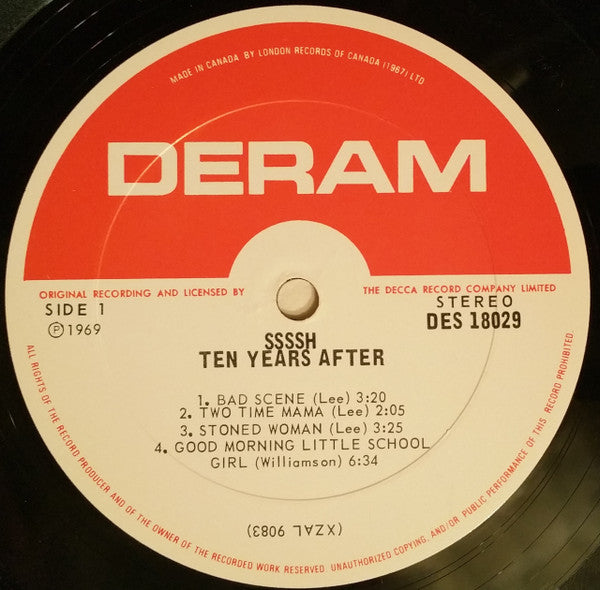 MADE IN CANADA BY LONDON RECORDS OF CANADA (1967) LTD
DERAM
ORIGINAL RECORDING AND LICENSED BY THE DECCA RECORD COMPANY LIMITED
SIDE 1
STEREO
Ⓟ1969
DES 18029
SSSSH
TEN YEARS AFTER
1. BAD SCENE (Lee) 3:20
2. TWO TIME MAMA (Lee) 2:05
3. STONED WOMAN (Lee) 3:25
4. GOOD MORNING LITTLE SCHOOL
GIRL (Williamson) 6:34
(XZAL 9083)
ALL RIGHTS OF THE RECORD PRODUCER AND OF THE OWNER OF THE RECORDED WORK RESERVED. UNAUTHORIZED COPYING, AND/OR PUBLIC PERFORMANCE OF THIS RECORD PROHIBITED